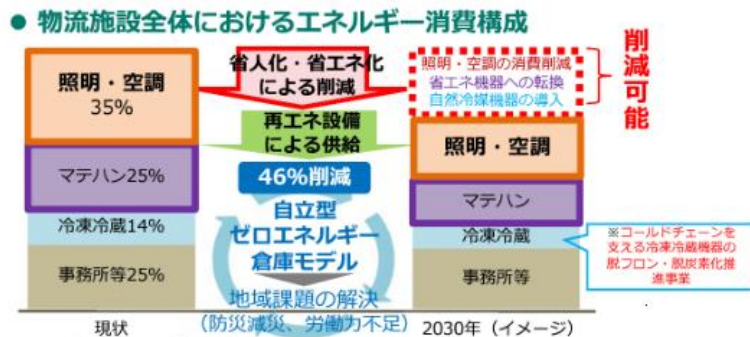 ● 物流施設全体におけるエネルギー消費構成
照明・空調
35%
マテハン25%
冷凍冷蔵14%
事務所等25%
現状
省人化・省エネ化
による削減
再エネ設備
による供給
46%削減
自立型
ゼロエネルギー
倉庫モデル
地域課題の解決
（防災減災、労働力不足）
照明・空調の消費削減
省エネ機器への転換
自然冷媒機器の導入
削減可能
照明・空調
マテハン
冷凍冷蔵
事務所等
2030年（イメージ）
※コールドチェーンを
支える冷凍冷蔵機器の
脱フロン・脱炭素化推
進事業